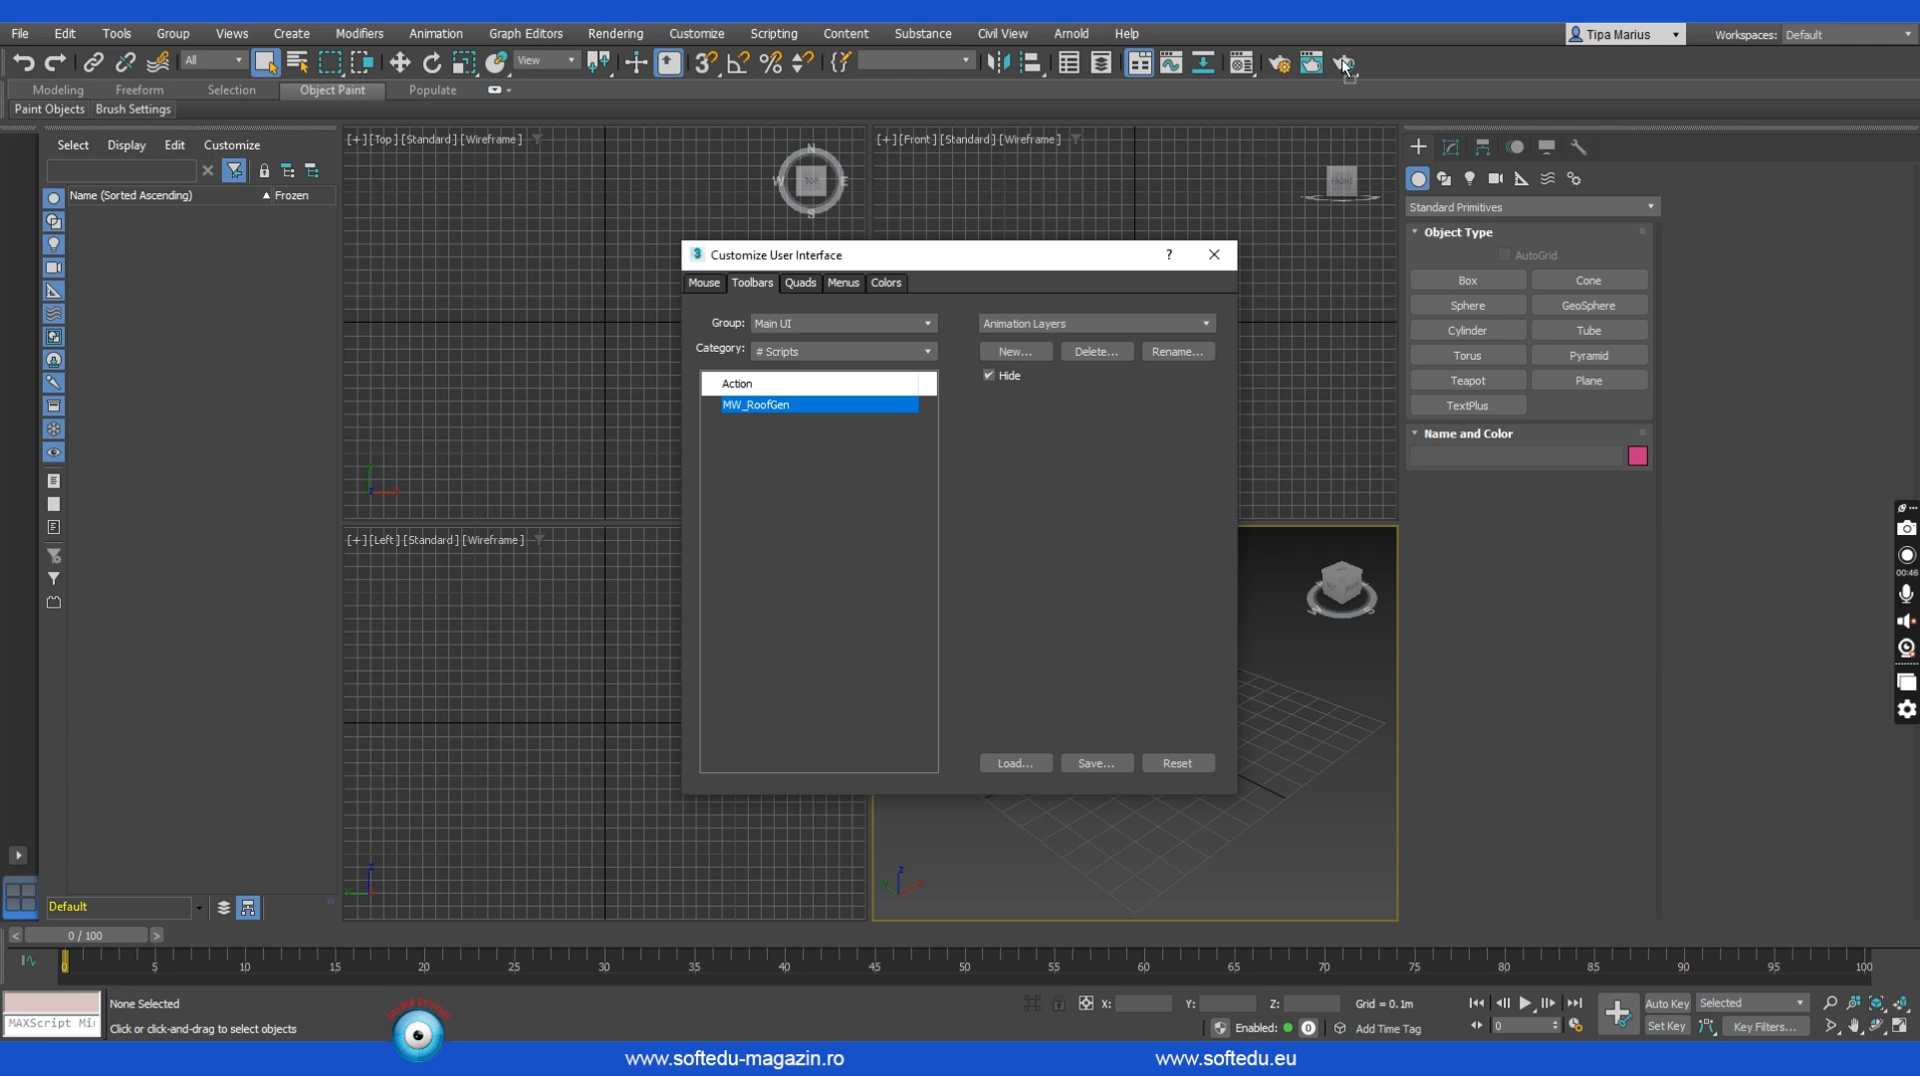 File Edit Tools Group Views Create Modifiers Animation Graph Editors Rendering Customize Scripting Content Substance Civil View Arnold Help Tipa Marius Workspaces: Default
All View
Modeling Freeform Selection Object Paint Populate
Paint Objects Brush Settings
Select Display Edit Customize
Name (Sorted Ascending) Frozen
[+] [Top] [Standard] [Wireframe]
N
W TOP E
S
[+] [Front] [Standard] [Wireframe]
FRONT
Standard Primitives
Object Type
AutoGrid
Box Cone
Sphere GeoSphere
Cylinder Tube
Torus Pyramid
Teapot Plane
TextPlus
Name and Color
3 Customize User Interface ?
Mouse Toolbars Quads Menus Colors
Group: Main UI Animation Layers
Category: # Scripts New... Delete... Rename...
Hide
Action
MW_RoofGen
Load... Save... Reset
[+] [Left] [Standard] [Wireframe]
00:46
Default
0 / 100
0 5 10 15 20 25 30 35 40 45 50 55 60 65 70 75 80 85 90 95 100
None Selected X: Y: Z: Grid = 0.1m Auto Key Selected
MAXScript Mi Click or click-and-drag to select objects Enabled: 0 Add Time Tag 0 Set Key Key Filters...
www.softedu-magazin.ro www.softedu.eu